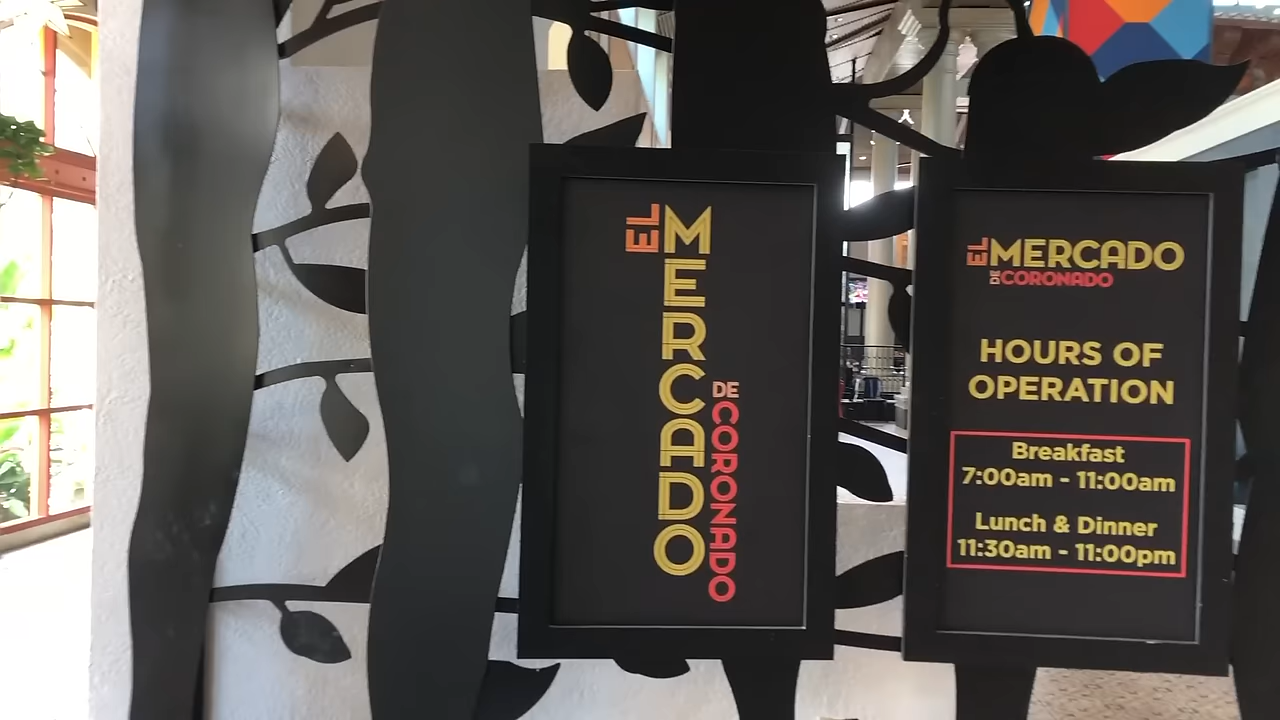 EL MERCADO
DE CORONADO
EL MERCADO
DE CORONADO
HOURS OF
OPERATION
Breakfast
7:00am - 11:00am
Lunch & Dinner
11:30am - 11:00pm